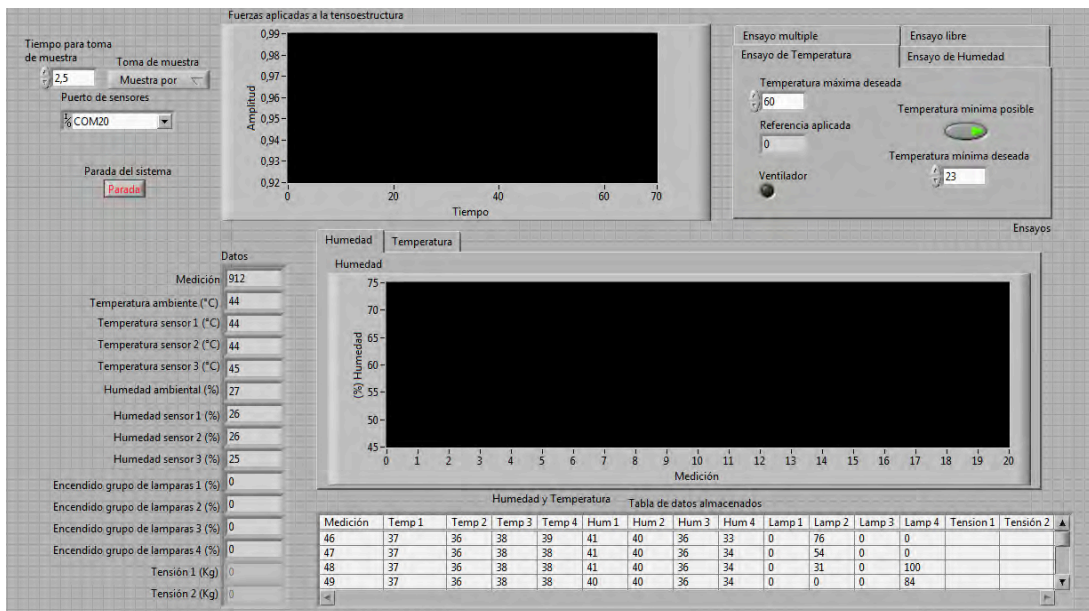 Fuerzas aplicadas a la tensoestructura
Tiempo para toma
de muestra
2,5
Toma de muestra
Muestra por
Puerto de sensores
COM20
Parada del sistema
Parada
Amplitud
0,99
0,98
0,97
0,96
0,95
0,94
0,93
0,92
0 20 40 60 70
Tiempo
Ensayo multiple Ensayo libre
Ensayo de Temperatura Ensayo de Humedad
Temperatura máxima deseada
60
Temperatura minima posible
Referencia aplicada
0
Temperatura minima deseada
23
Ventilador
Ensayos
Datos
Medición 912
Temperatura ambiente (°C) 44
Temperatura sensor 1 (°C) 44
Temperatura sensor 2 (°C) 44
Temperatura sensor 3 (°C) 45
Humedad ambiental (%) 27
Humedad sensor 1 (%) 26
Humedad sensor 2 (%) 26
Humedad sensor 3 (%) 25
Encendido grupo de lamparas 1 (%) 0
Encendido grupo de lamparas 2 (%) 0
Encendido grupo de lamparas 3 (%) 0
Encendido grupo de lamparas 4 (%) 0
Tensión 1 (Kg) 0
Tensión 2 (Kg) 0
Humedad Temperatura
Humedad
(%) Humedad
75
70
65
60
55
50
45
0 1 2 3 4 5 6 7 8 9 10 11 12 13 14 15 16 17 18 19 20
Medición
Humedad y Temperatura
Tabla de datos almacenados
Medición Temp 1 Temp 2 Temp 3 Temp 4 Hum 1 Hum 2 Hum 3 Hum 4 Lamp 1 Lamp 2 Lamp 3 Lamp 4 Tension 1 Tensión 2
46 37 36 38 39 41 40 36 33 0 76 0 0
47 37 36 38 38 41 40 36 34 0 54 0 0
48 37 36 38 38 41 40 36 34 0 31 0 100
49 37 36 38 38 40 40 36 34 0 0 0 84